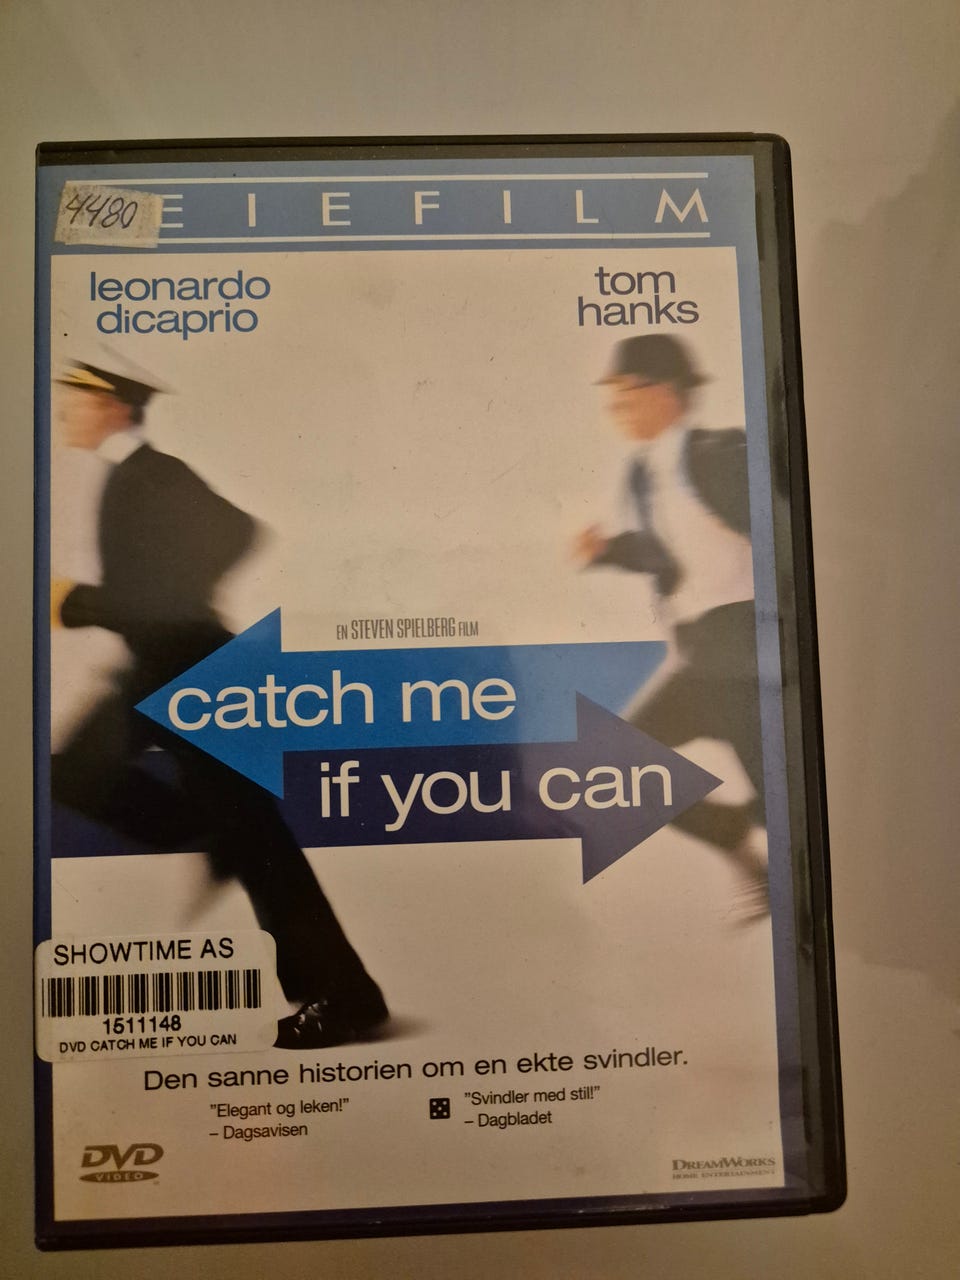 4480
EIEFILM
leonardo
dicaprio
tom
hanks
EN STEVEN SPIELBERG FILM
catch me
if you can
SHOWTIME AS
1511148
DVD CATCH ME IF YOU CAN
Den sanne historien om en ekte svindler.
"Elegant og leken!"
– Dagsavisen
"Svindler med stil!"
– Dagbladet
DVD
VIDEO
DREAMWORKS
HOME ENTERTAINMENT